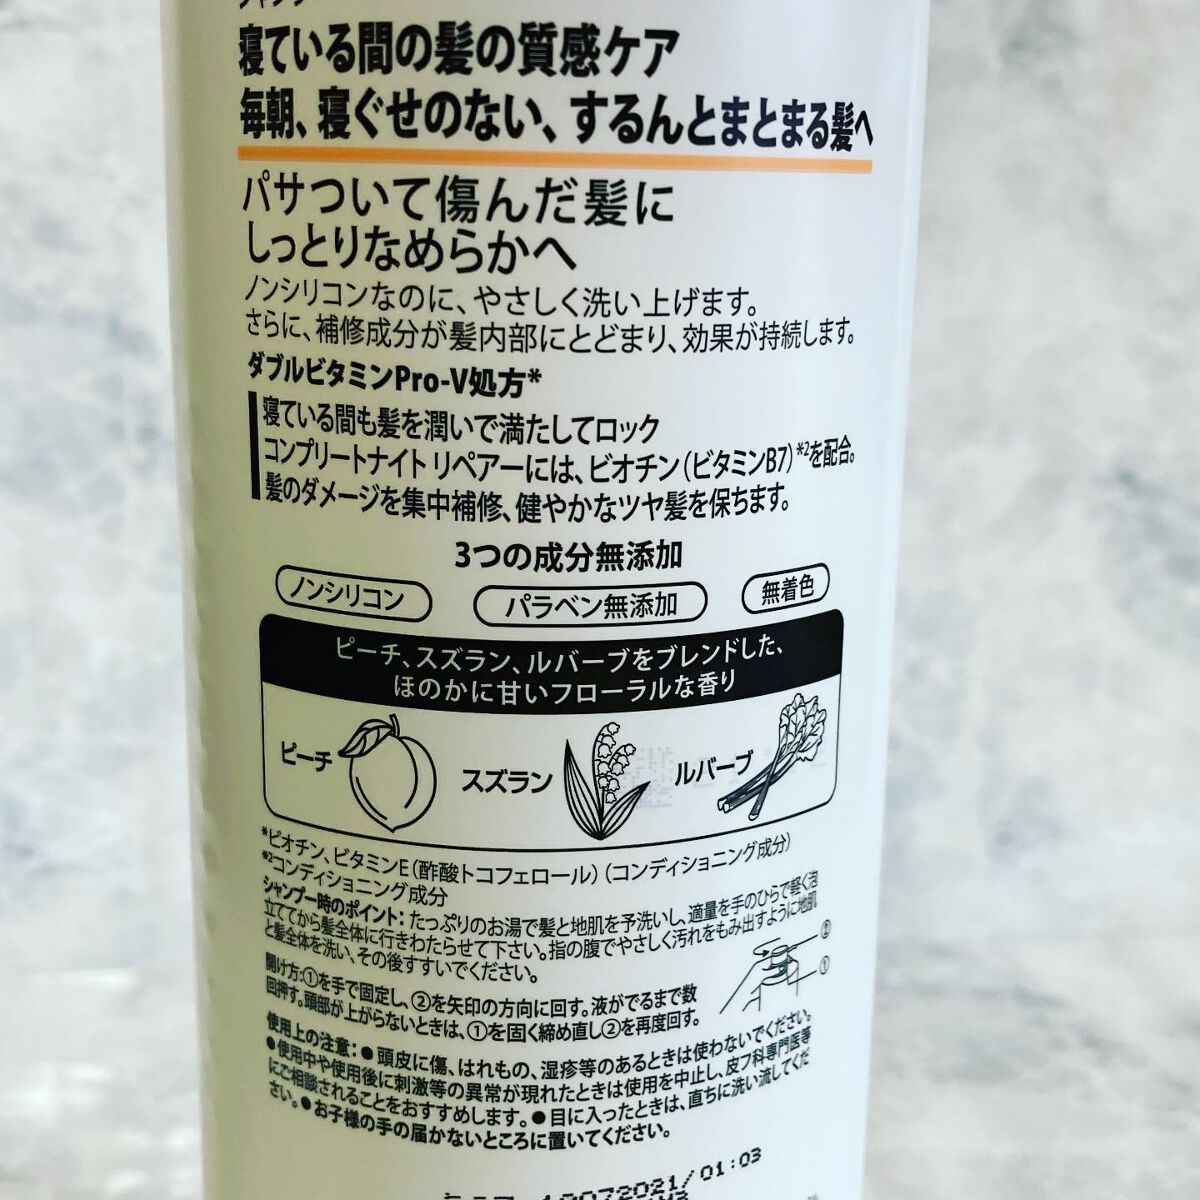 寝ている間の髪の質感ケア
毎朝、寝ぐせのない、するんとまとまる髪へ
パサついて傷んだ髪に
しっとりなめらかへ
ノンシリコンなのに、やさしく洗い上げます。
さらに、補修成分が髪内部にとどまり、効果が持続します。
ダブルビタミンPro-V処方*
寝ている間も髪を潤いで満たしてロック
コンプリートナイト リペアーには、ビオチン(ビタミンB7)*2を配合。
髪のダメージを集中補修、健やかなツヤ髪を保ちます。
3つの成分無添加
ノンシリコン パラベン無添加 無着色
ピーチ、スズラン、ルバーブをブレンドした、
ほのかに甘いフローラルな香り
ピーチ スズラン ルバーブ
*ビオチン、ビタミンE(酢酸トコフェロール)(コンディショニング成分)
*2コンディショニング成分
シャンプー時のポイント: たっぷりのお湯で髪と地肌を予洗いし、適量を手のひらで軽く泡
立ててから髪全体に行きわたらせて下さい。指の腹でやさしく汚れをもみ出すように地肌
と髪全体を洗い、その後すすいでください。
開け方:①を手で固定し、②を矢印の方向に回す。液がでるまで数
回押す。頭部が上がらないときは、①を固く締め直し②を再度回す。
②
①
使用上の注意:●頭皮に傷、はれもの、湿疹等のあるときは使わないでください。
●使用中や使用後に刺激等の異常が現れたときは使用を中止し、皮フ科専門医等
にご相談されることをおすすめします。●目に入ったときは、直ちに洗い流してくだ
さい。●お子様の手の届かないところに置いてください。
10072021/01:03